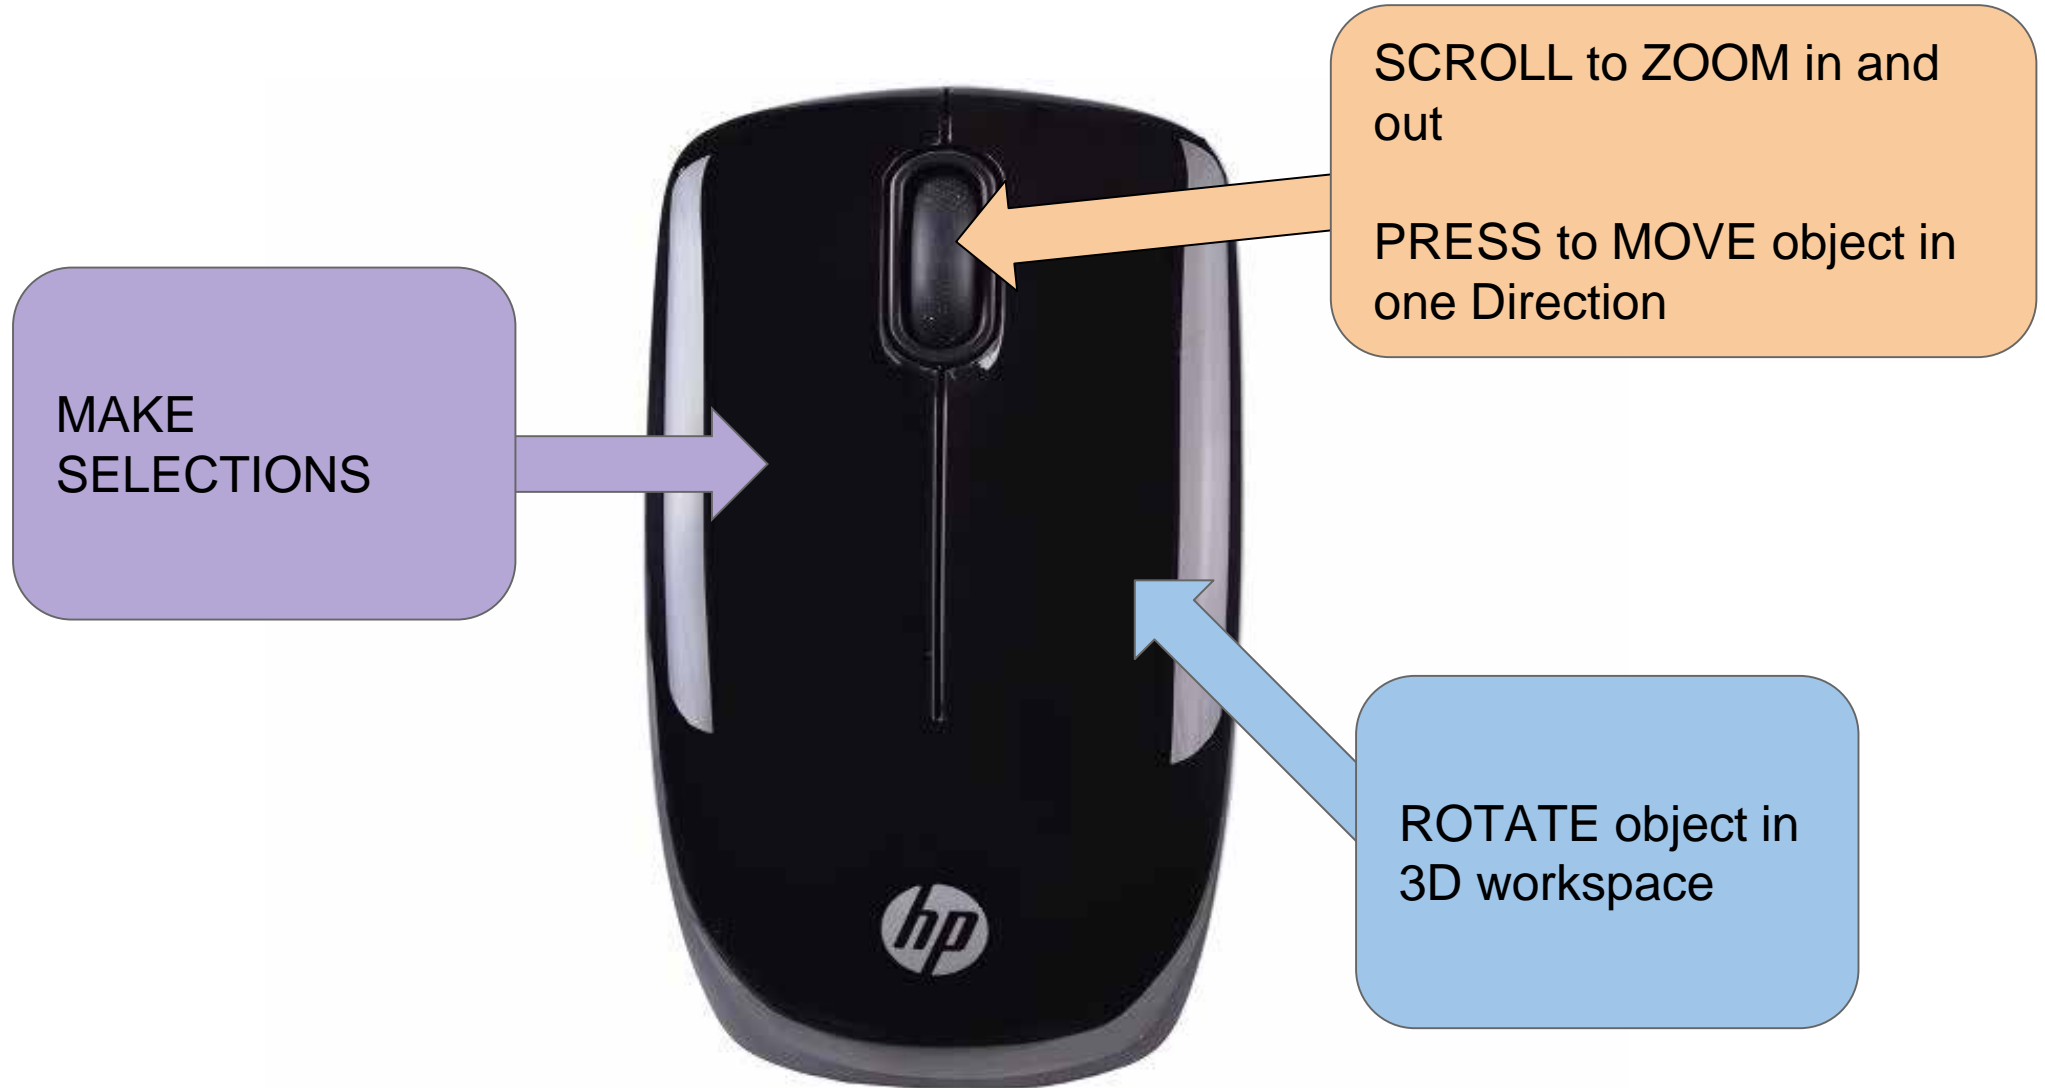 SCROLL to ZOOM in and
out
PRESS to MOVE object in
one Direction
MAKE
SELECTIONS
ROTATE object in
3D workspace
hp